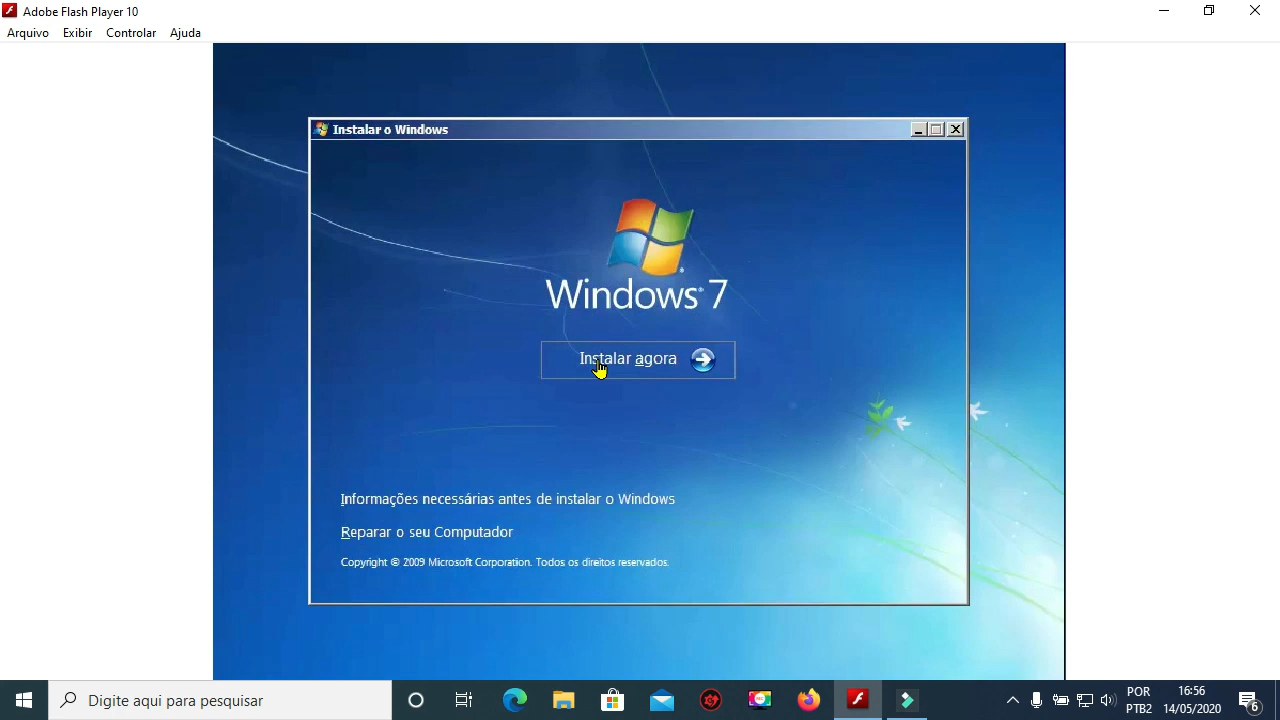 Adobe Flash Player 10
Arquivo Exibir Controlar Ajuda
Instalar o Windows
Windows® 7
Instalar agora
Informações necessárias antes de instalar o Windows
Reparar o seu Computador
Copyright © 2009 Microsoft Corporation. Todos os direitos reservados.
Digite aqui para pesquisar
POR
PTB2
16:56
14/05/2020
6